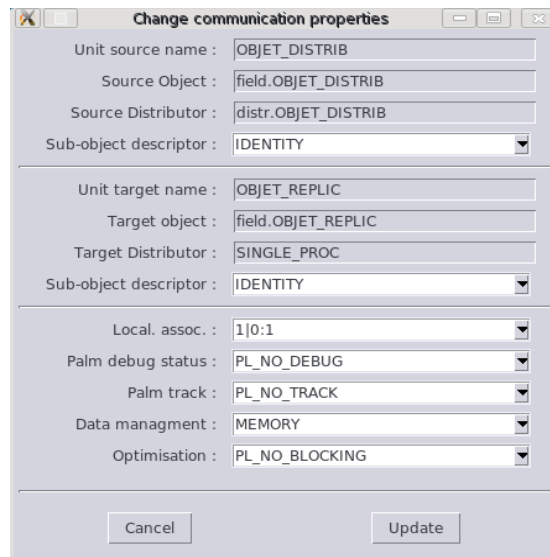 Change communication properties
Unit source name : OBJET_DISTRIB
Source Object : field.OBJET_DISTRIB
Source Distributor : distr.OBJET_DISTRIB
Sub-object descriptor : IDENTITY
Unit target name : OBJET_REPLIC
Target object : field.OBJET_REPLIC
Target Distributor : SINGLE_PROC
Sub-object descriptor : IDENTITY
Local. assoc. : 1|0:1
Palm debug status : PL_NO_DEBUG
Palm track : PL_NO_TRACK
Data managment : MEMORY
Optimisation : PL_NO_BLOCKING
Cancel Update